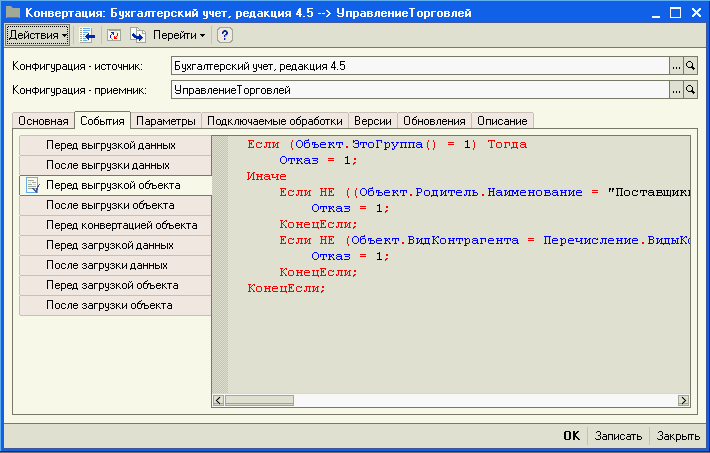 Конвертация: Бухгалтерский учет, редакция 4.5 --> УправлениеТорговлей
Действия Перейти ?
Конфигурация - источник: Бухгалтерский учет, редакция 4.5 ...
Конфигурация - приемник: УправлениеТорговлей ...
Основная События Параметры Подключаемые обработки Версии Обновления Описание
Перед выгрузкой данных
После выгрузки данных
Перед выгрузкой объекта
После выгрузки объекта
Перед конвертацией объекта
Перед загрузкой данных
После загрузки данных
Перед загрузкой объекта
После загрузки объекта
Если (Объект.ЭтоГруппа() = 1) Тогда
Отказ = 1;
Иначе
Если НЕ ((Объект.Родитель.Наименование = "Поставщики
Отказ = 1;
КонецЕсли;
Если НЕ (Объект.ВидКонтрагента = Перечисление.ВидыКо
Отказ = 1;
КонецЕсли;
КонецЕсли;
OK Записать Закрыть